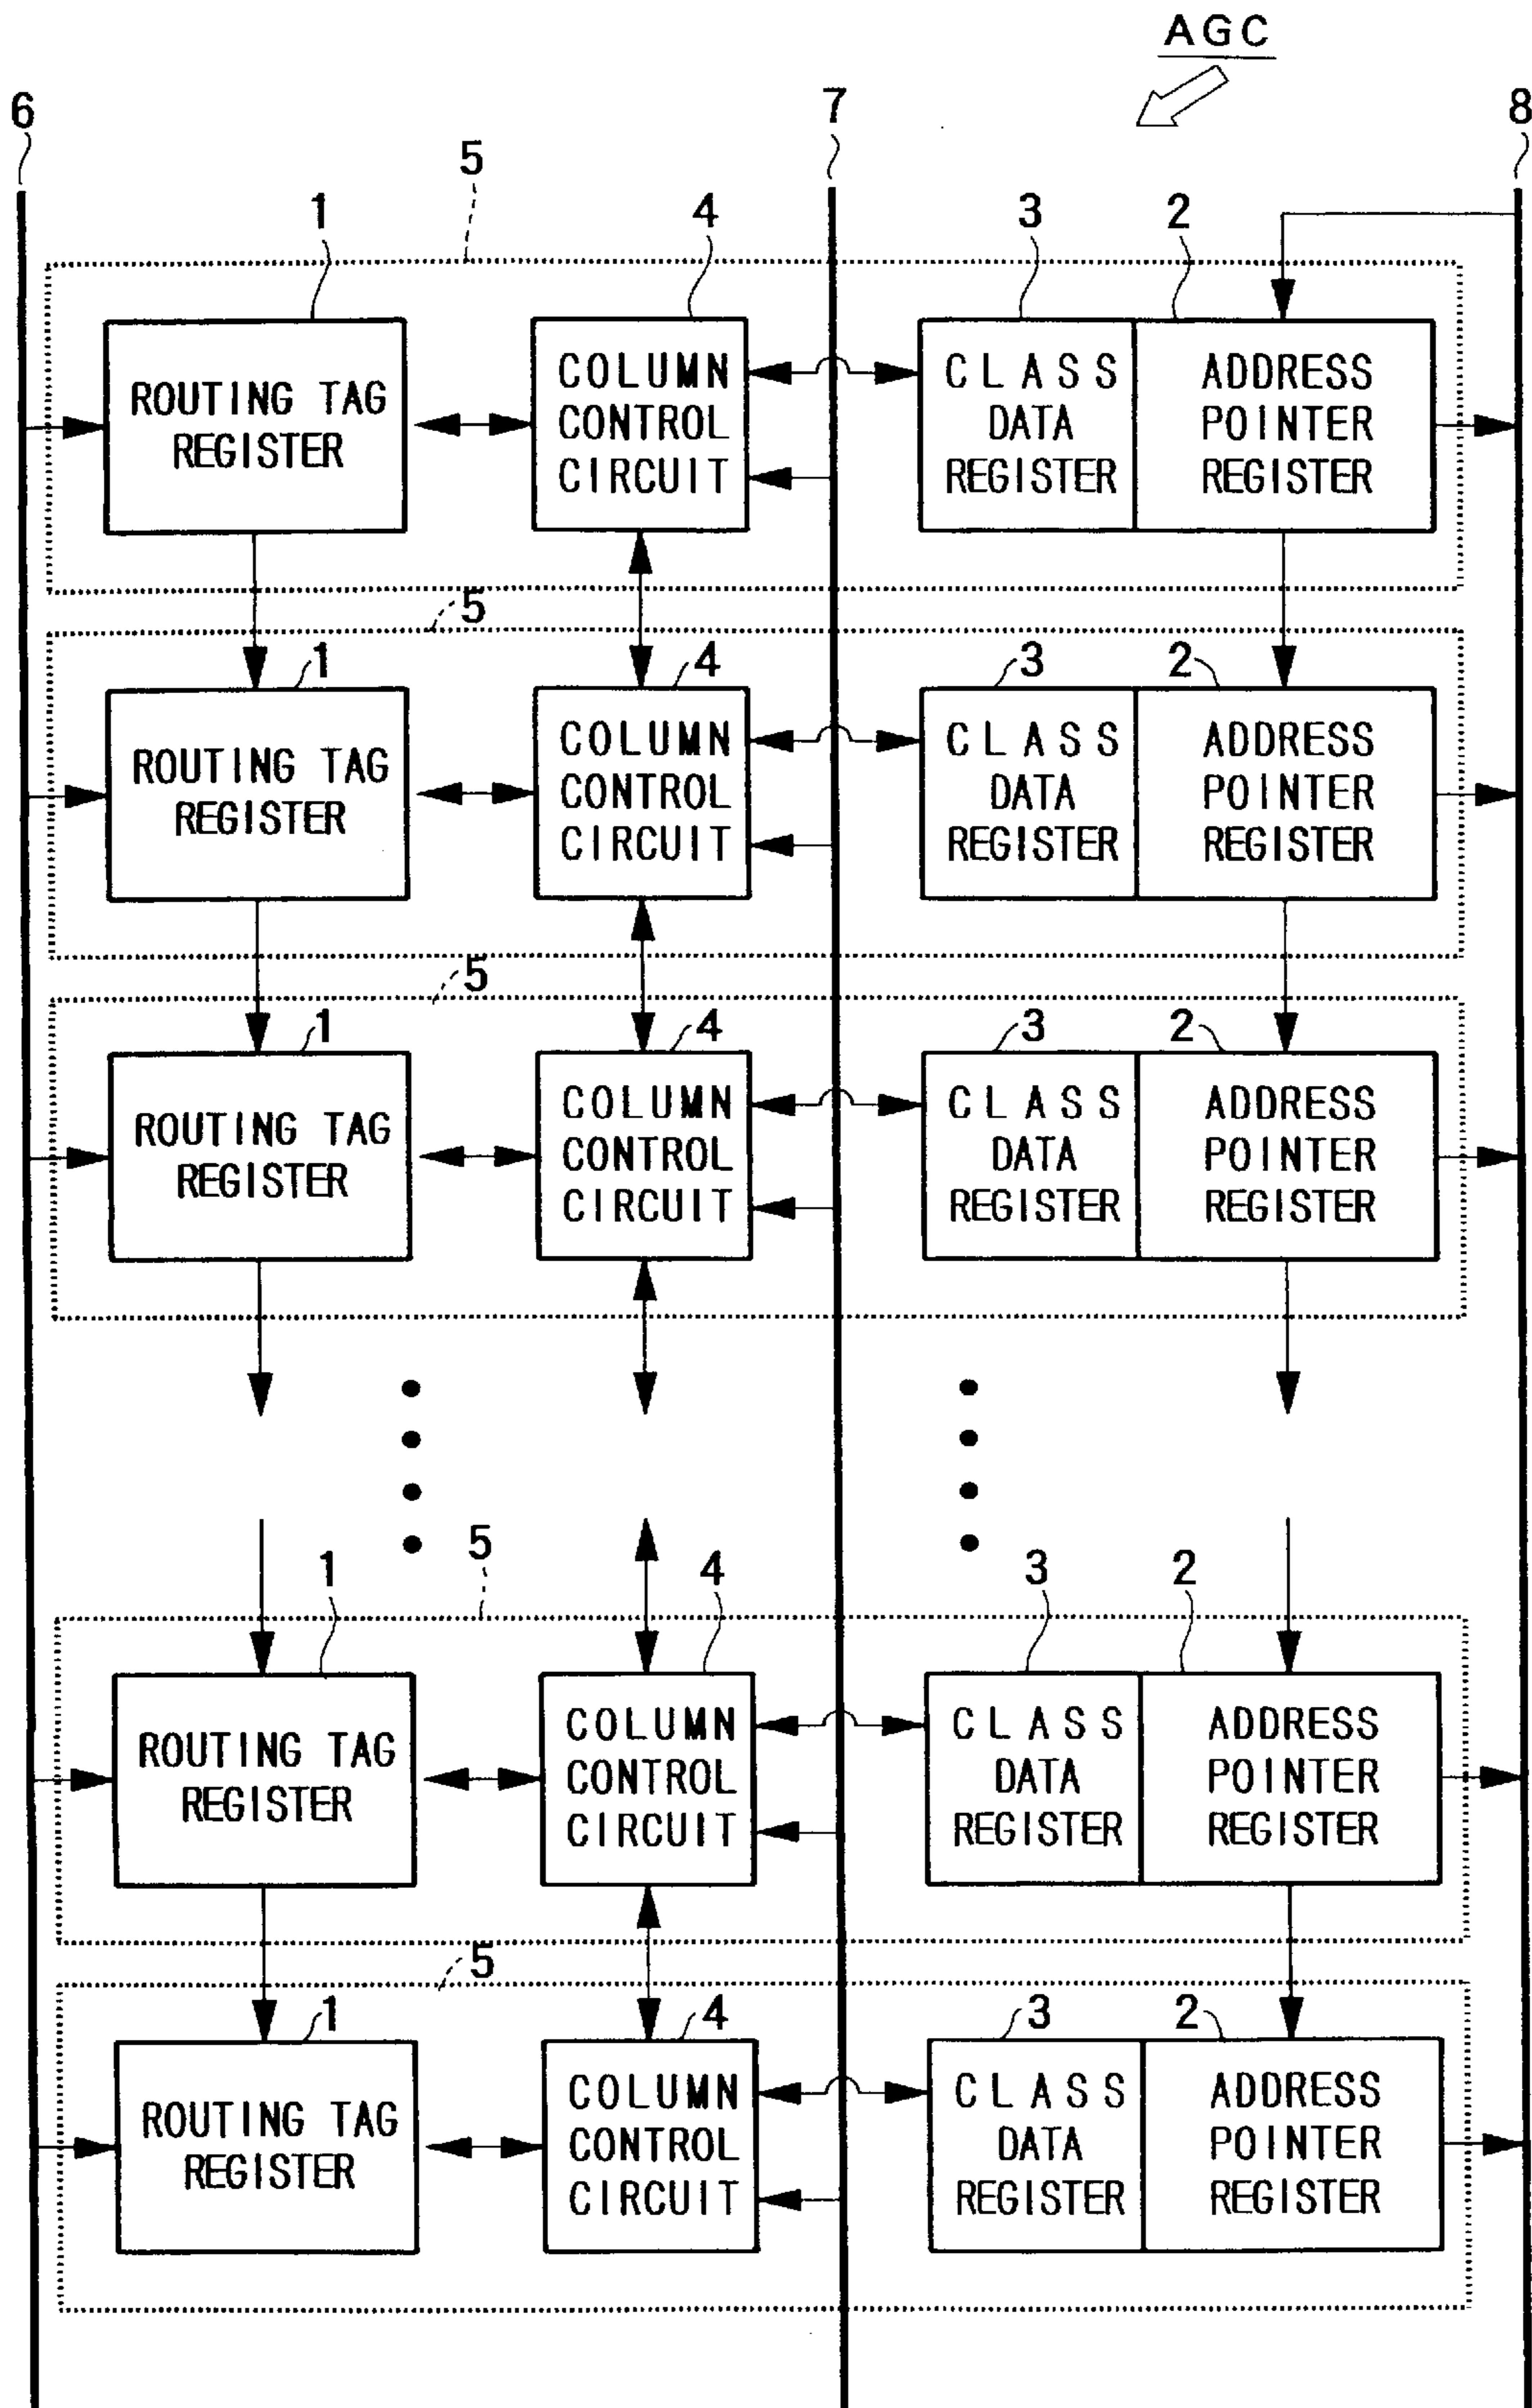 AGC
6
7
8
5
1
4
3
2
ROUTING TAG
REGISTER
COLUMN
CONTROL
CIRCUIT
CLASS
DATA
REGISTER
ADDRESS
POINTER
REGISTER
5
1
4
3
2
ROUTING TAG
REGISTER
COLUMN
CONTROL
CIRCUIT
CLASS
DATA
REGISTER
ADDRESS
POINTER
REGISTER
5
1
4
3
2
ROUTING TAG
REGISTER
COLUMN
CONTROL
CIRCUIT
CLASS
DATA
REGISTER
ADDRESS
POINTER
REGISTER
5
1
4
3
2
ROUTING TAG
REGISTER
COLUMN
CONTROL
CIRCUIT
CLASS
DATA
REGISTER
ADDRESS
POINTER
REGISTER
5
1
4
3
2
ROUTING TAG
REGISTER
COLUMN
CONTROL
CIRCUIT
CLASS
DATA
REGISTER
ADDRESS
POINTER
REGISTER